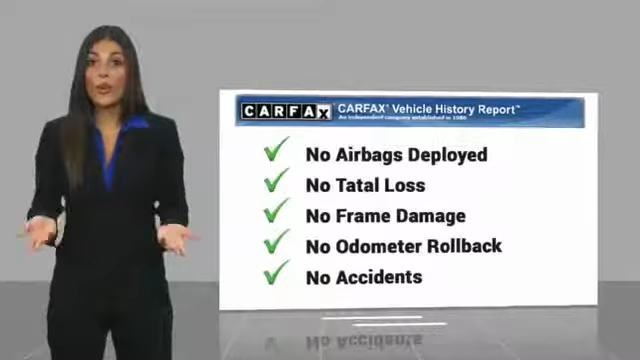 CARFAX CARFAX® Vehicle History Report™
An independent company established in 1986
No Airbags Deployed
No Tatal Loss
No Frame Damage
No Odometer Rollback
No Accidents